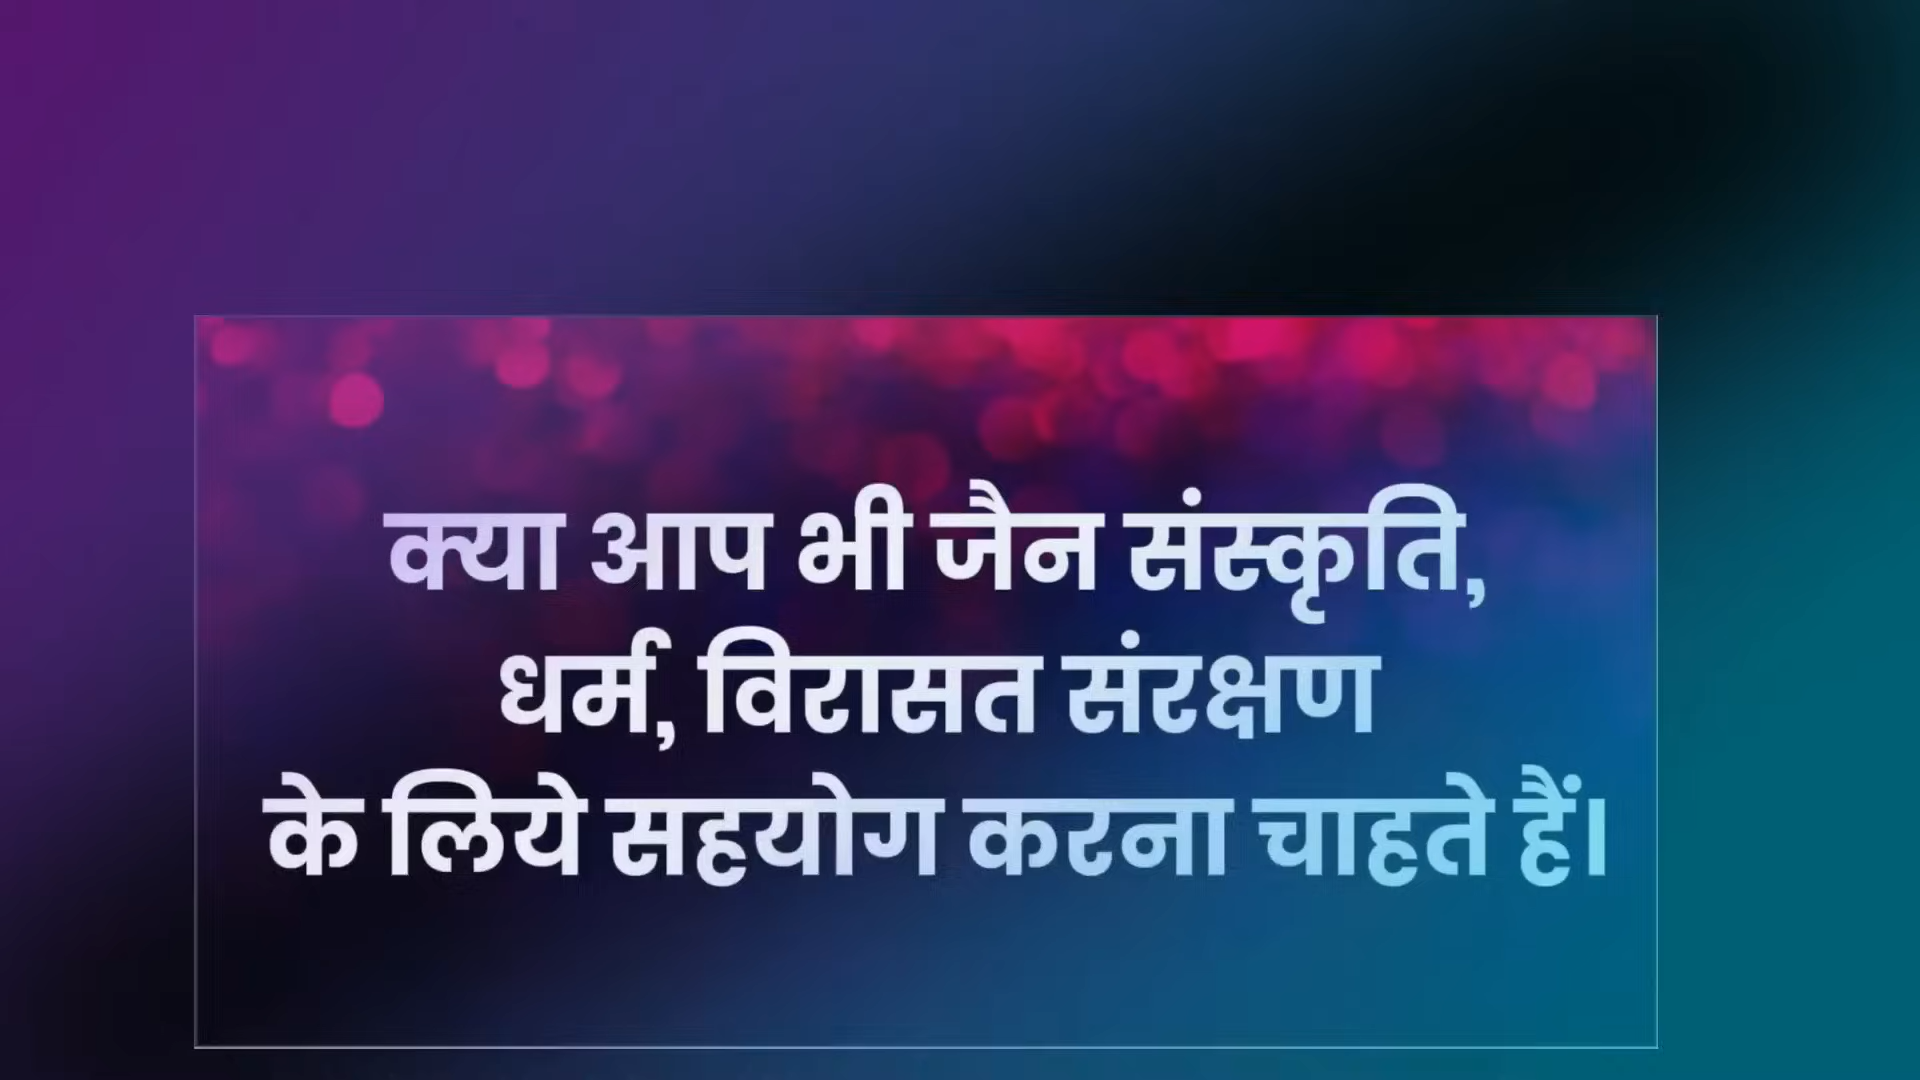 क्या आप भी जैन संस्कृति,
धर्म, विरासत संरक्षण
के लिये सहयोग करना चाहते हैं।